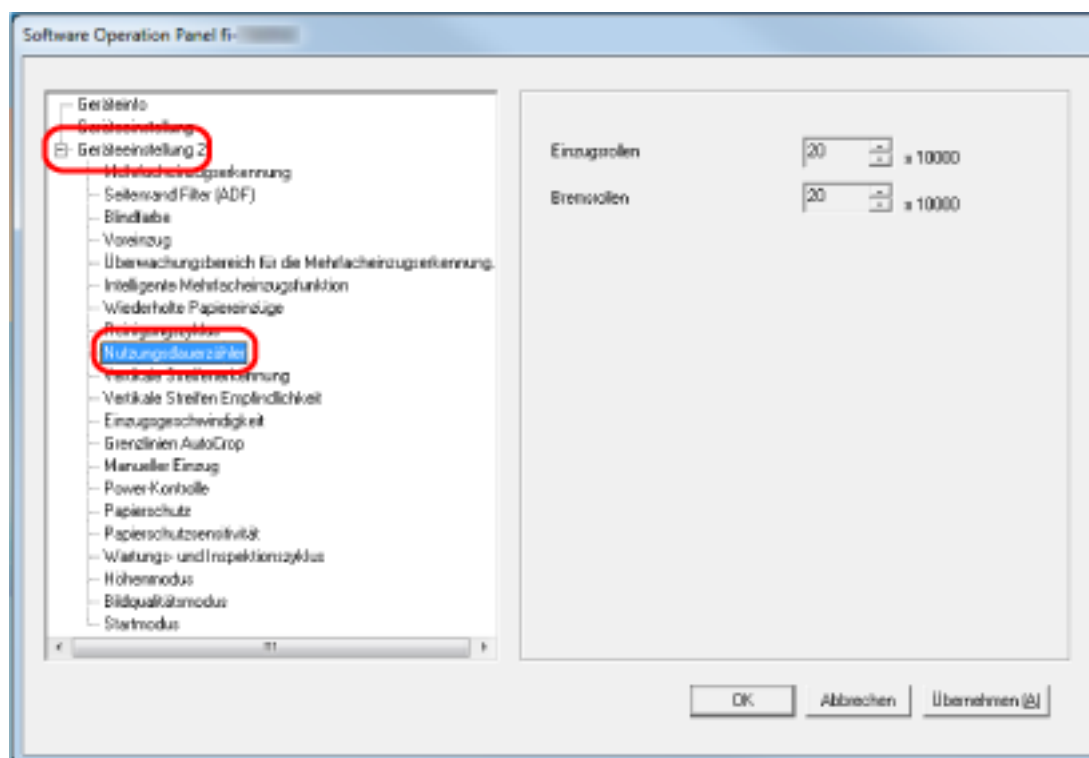 Software Operation Panel fi-
Geräteinfo
Geräteeinstellung
Geräteeinstellung 2
Mehrfacheinzugserkennung
Seitenrand Filter (ADF)
Blindfarbe
Voreinzug
Überwachungsbereich für die Mehrfacheinzugserkennung.
Intelligente Mehrfacheinzugsfunktion
Wiederholte Papiereinzüge
Reinigungszyklus
Nutzungsdauerzähler
Vertikale Streifenerkennung
Vertikale Streifen Empfindlichkeit
Einzugsgeschwindigkeit
Grenzlinien AutoCrop
Manueller Einzug
Power-Kontrolle
Papierschutz
Papierschutzsensitivität
Wartungs- und Inspektionszyklus
Höhenmodus
Bildqualitätsmodus
Startmodus
Einzugsrollen 20 x 10000
Bremsrollen 20 x 10000
OK Abbrechen Übernehmen (A)